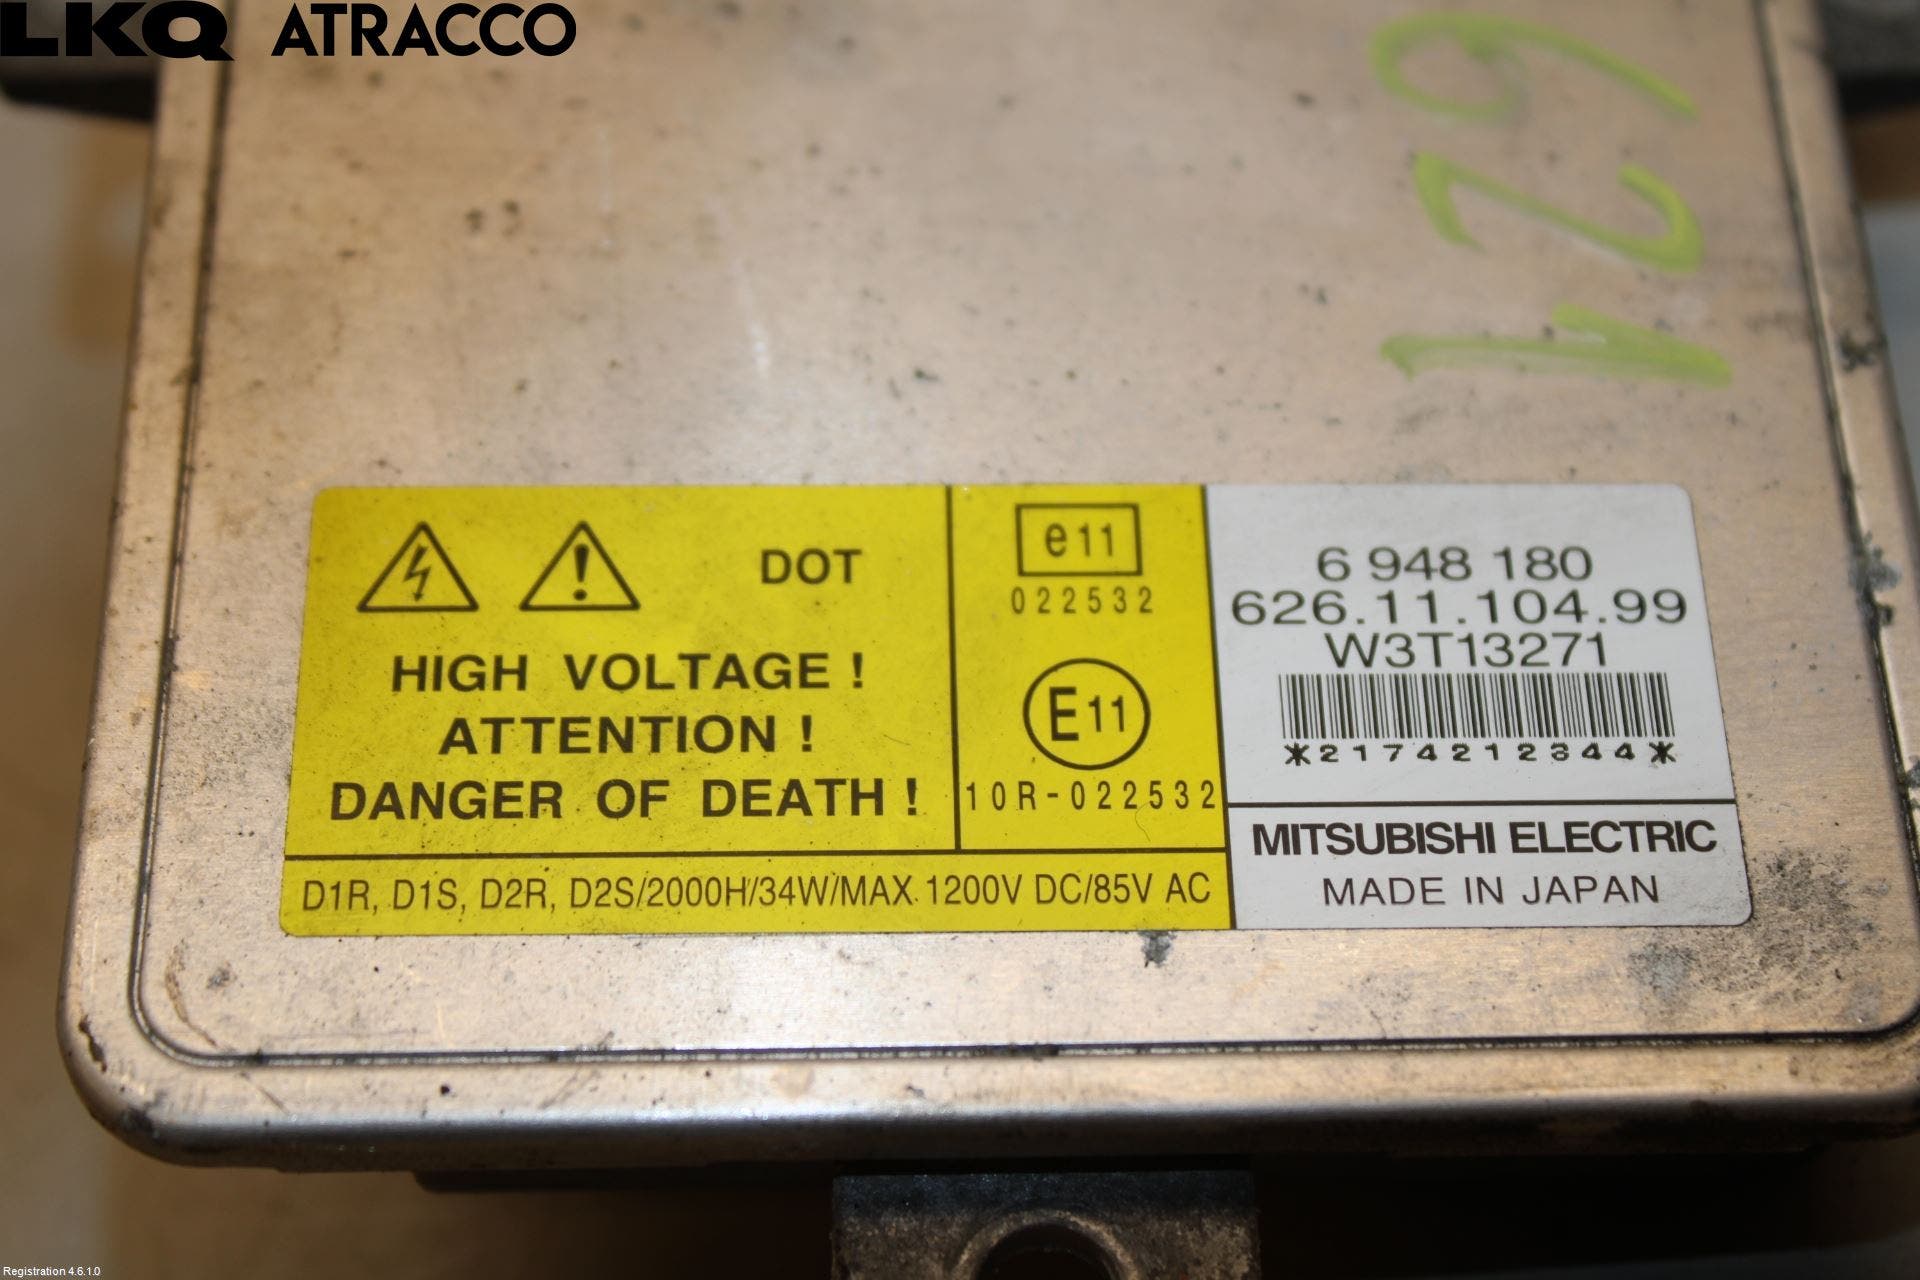 LKQ ATRACCO
129
DOT
HIGH VOLTAGE !
ATTENTION !
DANGER OF DEATH !
e11
022532
E11
10R-022532
D1R, D1S, D2R, D2S/2000H/34W/MAX. 1200V DC/85V AC
6 948 180
626.11.104.99
W3T13271
*2174212344*
MITSUBISHI ELECTRIC
MADE IN JAPAN
Registration 4.6.1.0